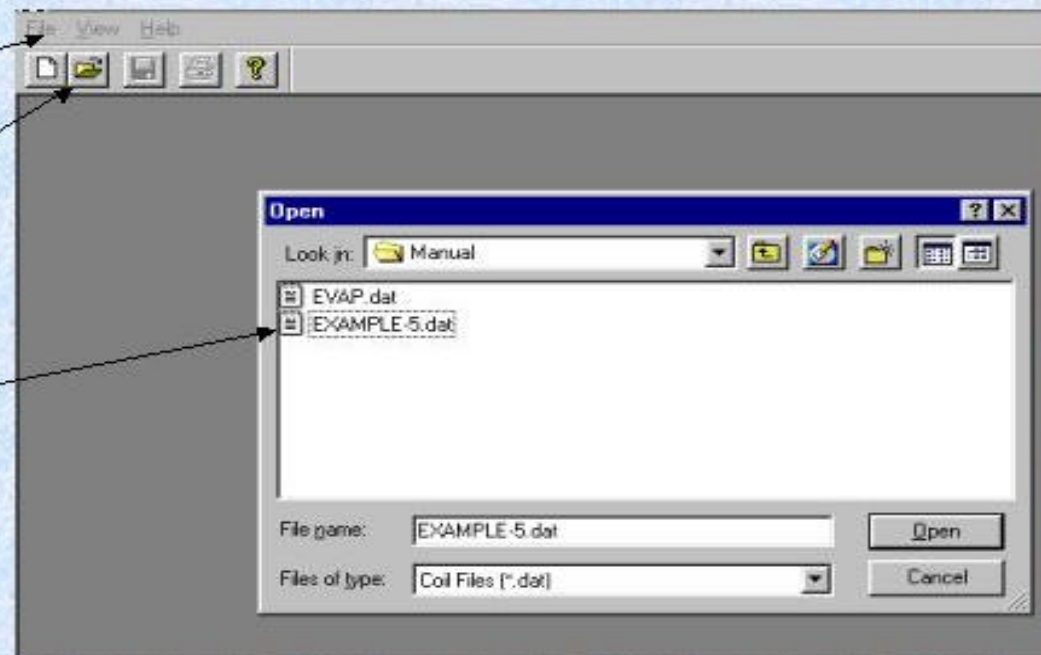 File View Help
Open
Look in: Manual
EVAP.dat
EXAMPLE-5.dat
File name: EXAMPLE-5.dat Open
Files of type: Coil Files (*.dat) Cancel